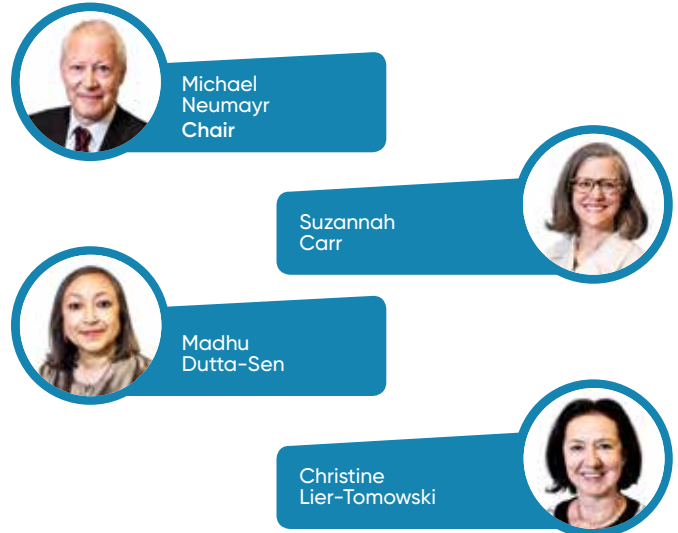 Michael
Neumayr
Chair
Suzannah
Carr
Madhu
Dutta-Sen
Christine
Lier-Tomowski